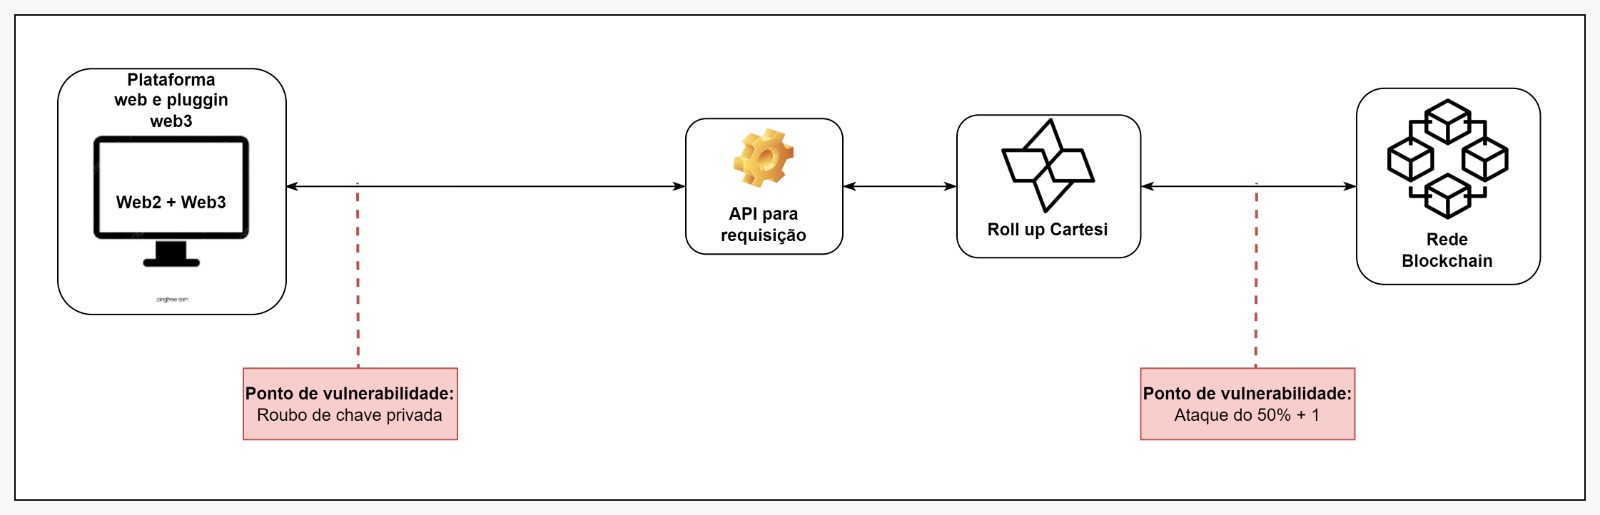 Plataforma
web e pluggin
web3
Web2 + Web3
pngtree.com
API para
requisição
Roll up Cartesi
Rede
Blockchain
Ponto de vulnerabilidade:
Roubo de chave privada
Ponto de vulnerabilidade:
Ataque do 50% + 1